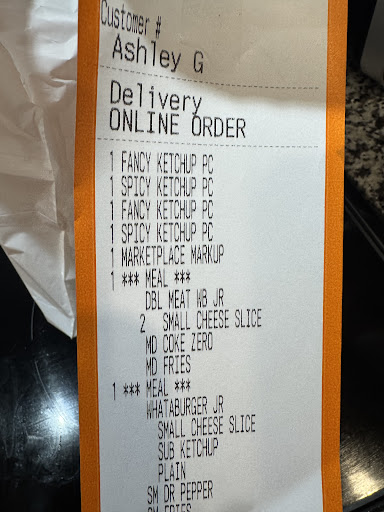 Customer #
Ashley G
Delivery
ONLINE ORDER
1 FANCY KETCHUP PC
1 SPICY KETCHUP PC
1 FANCY KETCHUP PC
1 SPICY KETCHUP PC
1 MARKETPLACE MARKUP
1 *** MEAL ***
DBL MEAT WB JR
2 SMALL CHEESE SLICE
MD COKE ZERO
MD FRIES
1 *** MEAL ***
WHATABURGER JR
SMALL CHEESE SLICE
SUB KETCHUP
PLAIN
SM DR PEPPER
SM FRIES